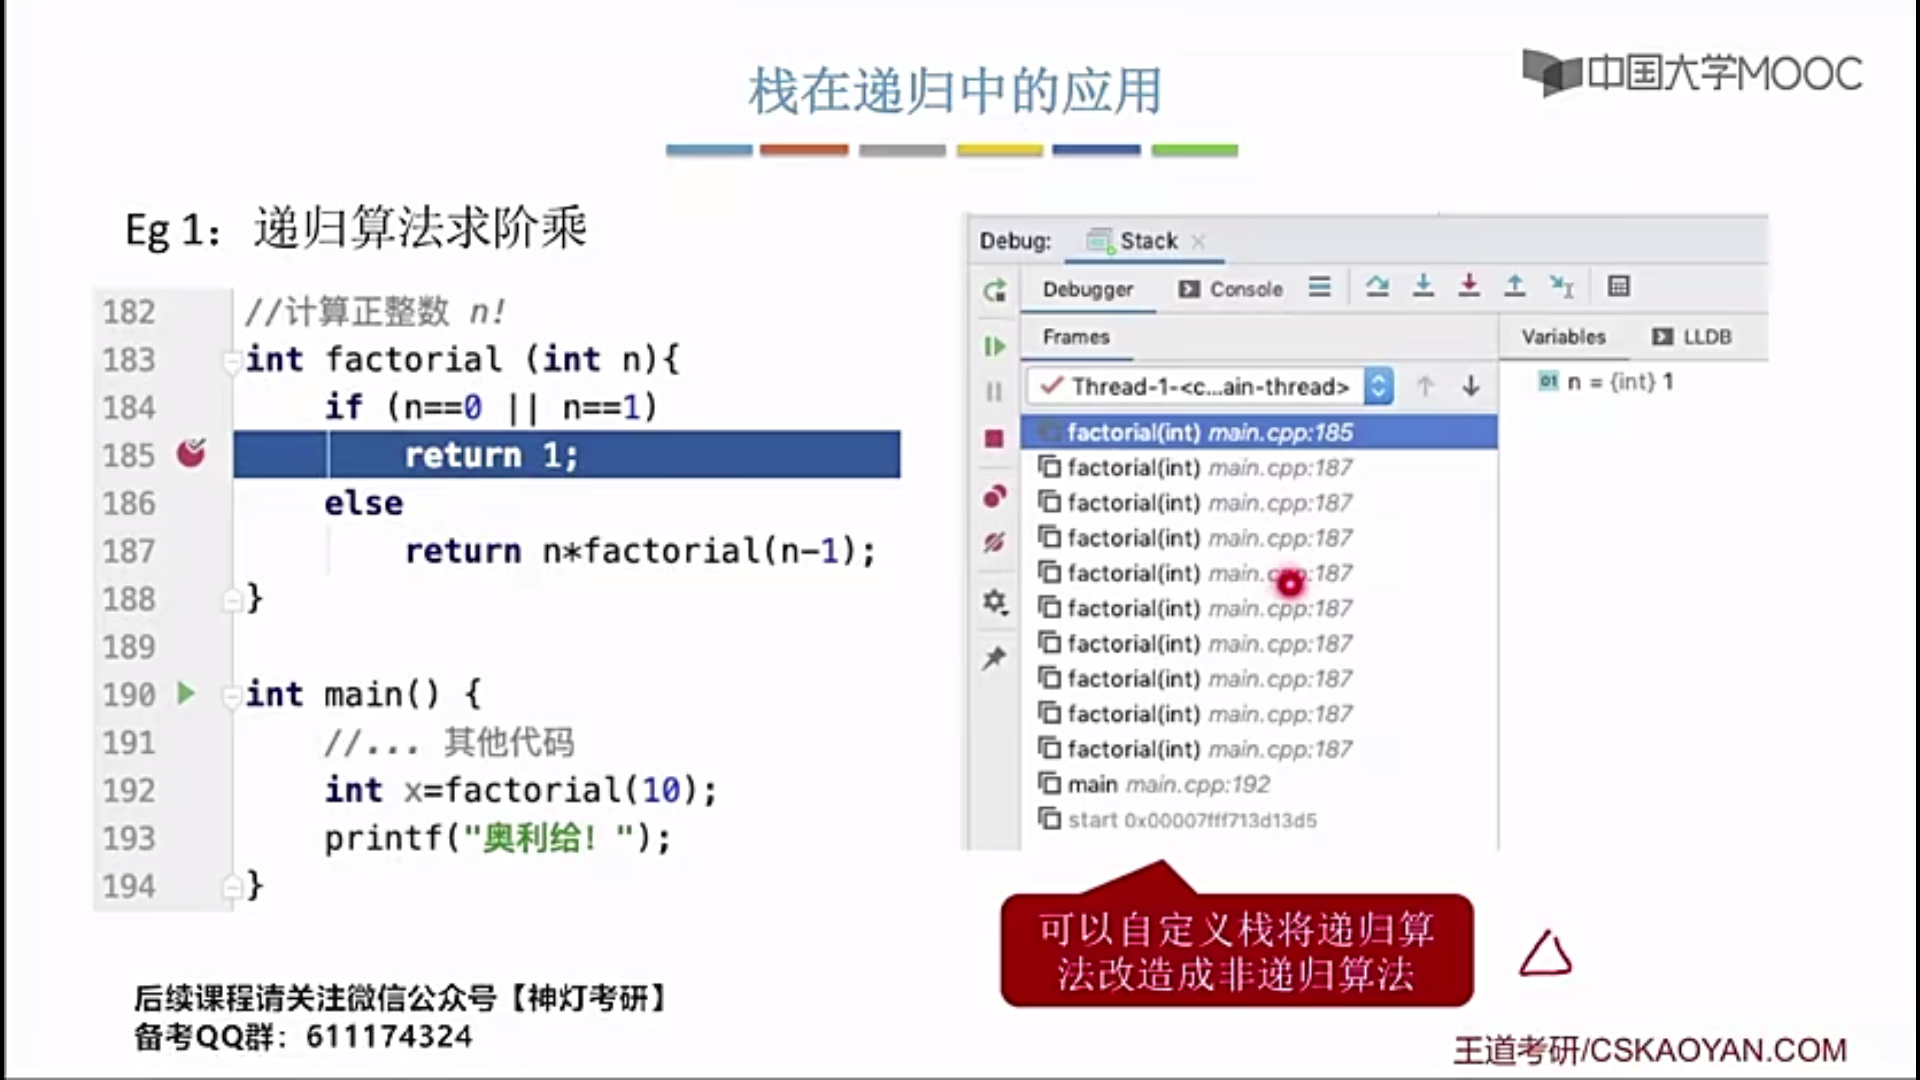 栈在递归中的应用
中国大学MOOC
Eg 1：递归算法求阶乘
182 //计算正整数 n!
183 int factorial (int n){
184 if (n==0 || n==1)
185 return 1;
186 else
187 return n*factorial(n-1);
188 }
189
190 int main() {
191 //... 其他代码
192 int x=factorial(10);
193 printf("奥利给！");
194 }
Debug: Stack
Debugger Console
Frames
Variables LLDB
Thread-1-<c...ain-thread>
n = {int} 1
factorial(int) main.cpp:185
factorial(int) main.cpp:187
factorial(int) main.cpp:187
factorial(int) main.cpp:187
factorial(int) main.cpp:187
factorial(int) main.cpp:187
factorial(int) main.cpp:187
factorial(int) main.cpp:187
factorial(int) main.cpp:187
factorial(int) main.cpp:187
main main.cpp:192
start 0x00007fff713d13d5
可以自定义栈将递归算
法改造成非递归算法
后续课程请关注微信公众号【神灯考研】
备考QQ群：611174324
王道考研/CSKAOYAN.COM